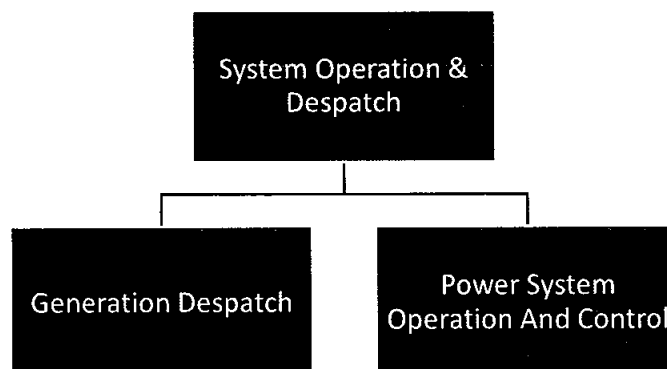 System Operation &
Despatch
Generation Despatch
Power System
Operation And Control